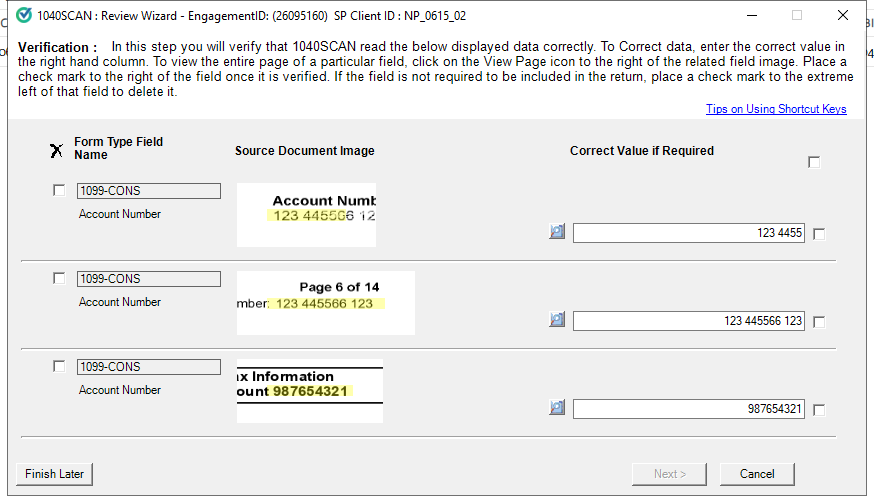 1040SCAN : Review Wizard - EngagementID: (26095160) SP Client ID : NP_0615_02
Verification : In this step you will verify that 1040SCAN read the below displayed data correctly. To Correct data, enter the correct value in
the right hand column. To view the entire page of a particular field, click on the View Page icon to the right of the related field image. Place a
check mark to the right of the field once it is verified. If the field is not required to be included in the return, place a check mark to the extreme
left of that field to delete it.
Tips on Using Shortcut Keys
X Form Type Field
Name
Source Document Image
Correct Value if Required
1099-CONS
Account Number
Account Numb
123 445566 12
123 4455
1099-CONS
Account Number
Page 6 of 14
mber: 123 445566 123
123 445566 123
1099-CONS
Account Number
ax Information
ount 987654321
987654321
Finish Later
Next >
Cancel